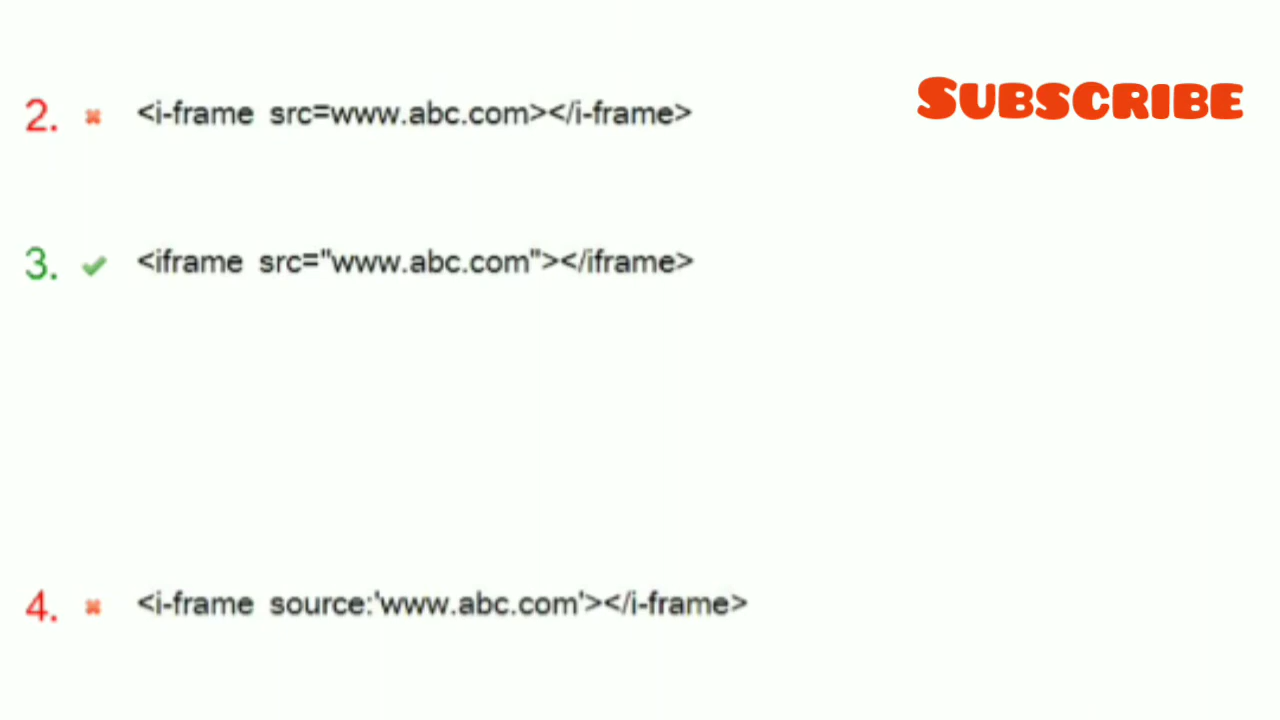 SUBSCRIBE
2. <i-frame src=www.abc.com></i-frame>
3. <iframe src="www.abc.com"></iframe>
4. <i-frame source:'www.abc.com'></i-frame>